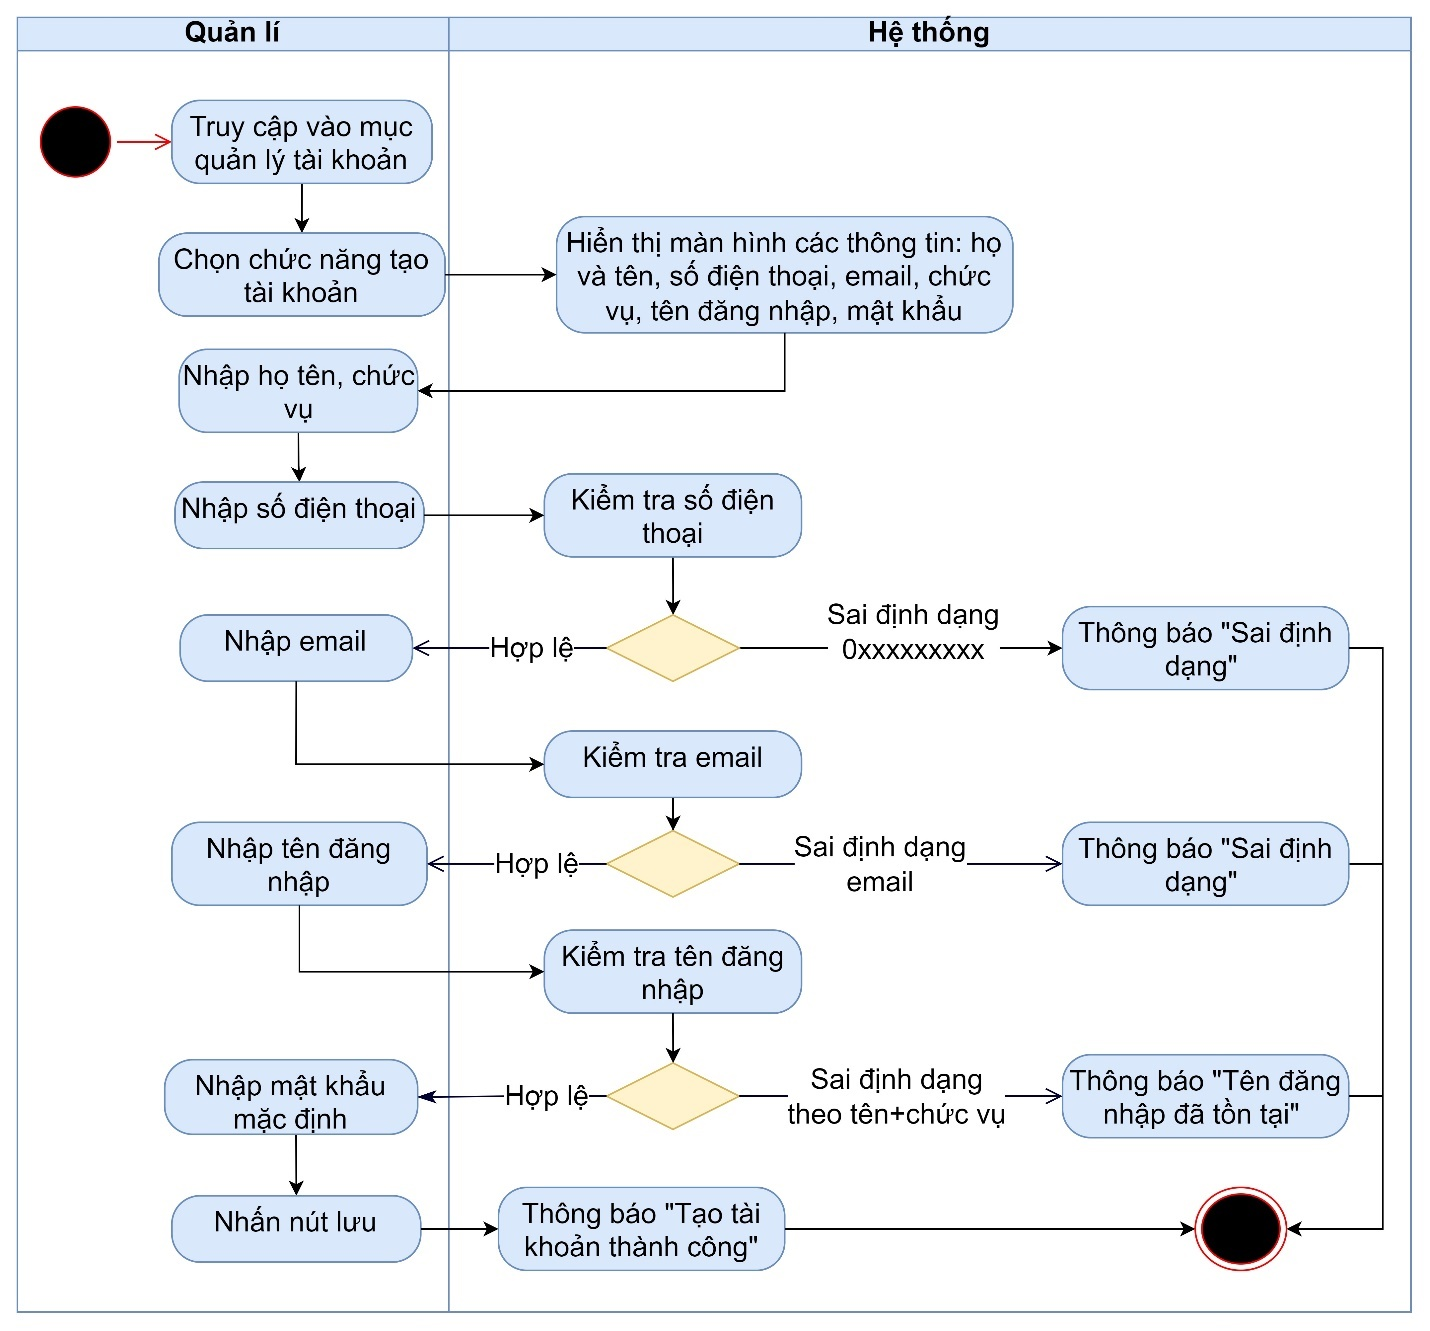 Quản lí
Hệ thống
Truy cập vào mục
quản lý tài khoản
Chọn chức năng tạo
tài khoản
Hiển thị màn hình các thông tin: họ
và tên, số điện thoại, email, chức
vụ, tên đăng nhập, mật khẩu
Nhập họ tên, chức
vụ
Nhập số điện thoại
Kiểm tra số điện
thoại
Nhập email
Hợp lệ
Sai định dạng
0xxxxxxxxx
Thông báo "Sai định
dạng"
Kiểm tra email
Nhập tên đăng
nhập
Hợp lệ
Sai định dạng
email
Thông báo "Sai định
dạng"
Kiểm tra tên đăng
nhập
Nhập mật khẩu
mặc định
Hợp lệ
Sai định dạng
theo tên+chức vụ
Thông báo "Tên đăng
nhập đã tồn tại"
Nhấn nút lưu
Thông báo "Tạo tài
khoản thành công"